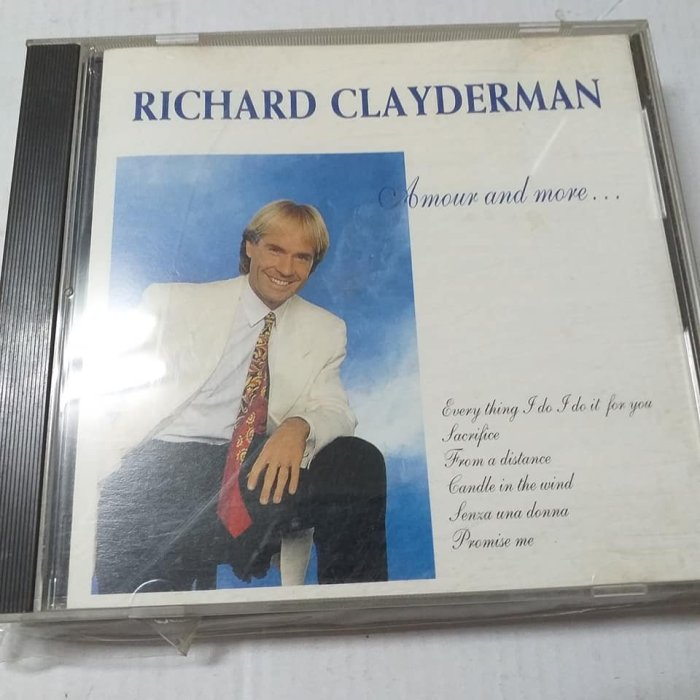 RICHARD CLAYDERMAN
Amour and more...
Every thing I do I do it for you
Sacrifice
From a distance
Candle in the wind
Senza una donna
Promise me